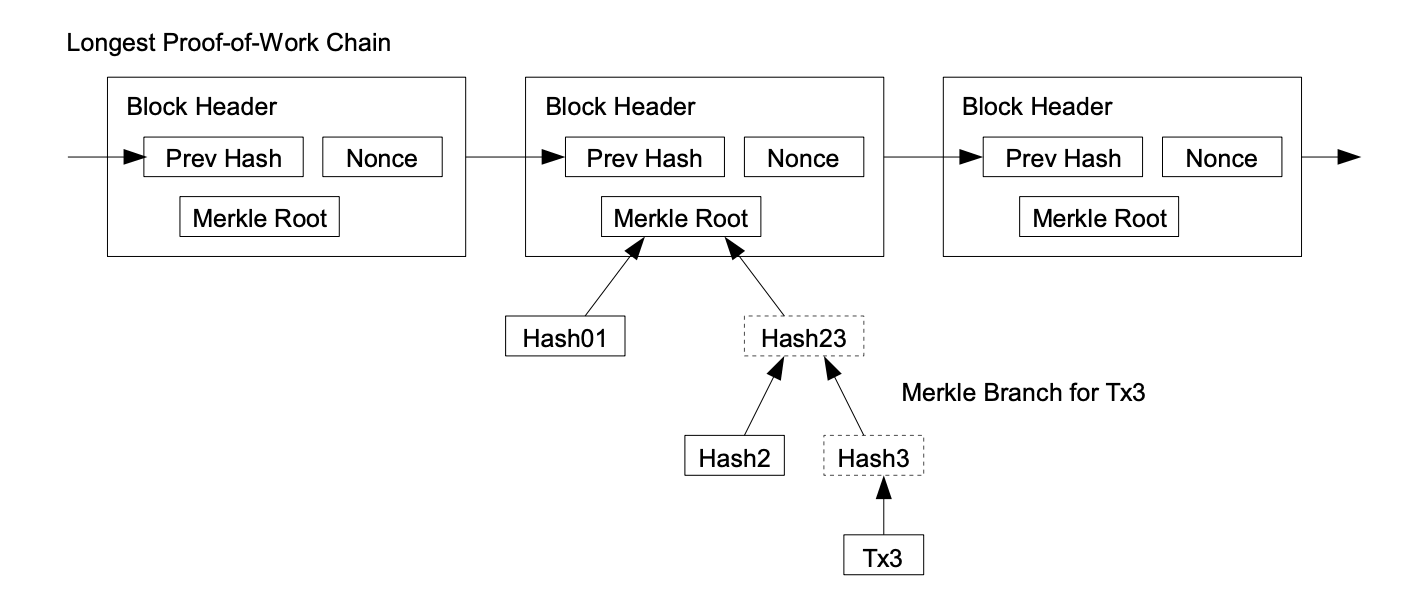 Longest Proof-of-Work Chain
Block Header
Prev Hash
Nonce
Merkle Root
Block Header
Prev Hash
Nonce
Merkle Root
Block Header
Prev Hash
Nonce
Merkle Root
Hash01
Hash23
Merkle Branch for Tx3
Hash2
Hash3
Tx3